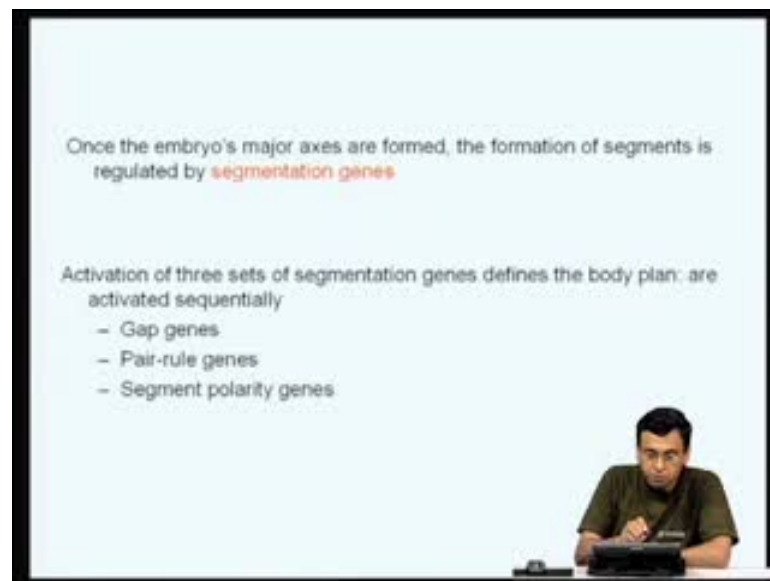 Once the embryo's major axes are formed, the formation of segments is
regulated by segmentation genes
Activation of three sets of segmentation genes defines the body plan: are
activated sequentially
– Gap genes
– Pair-rule genes
– Segment polarity genes